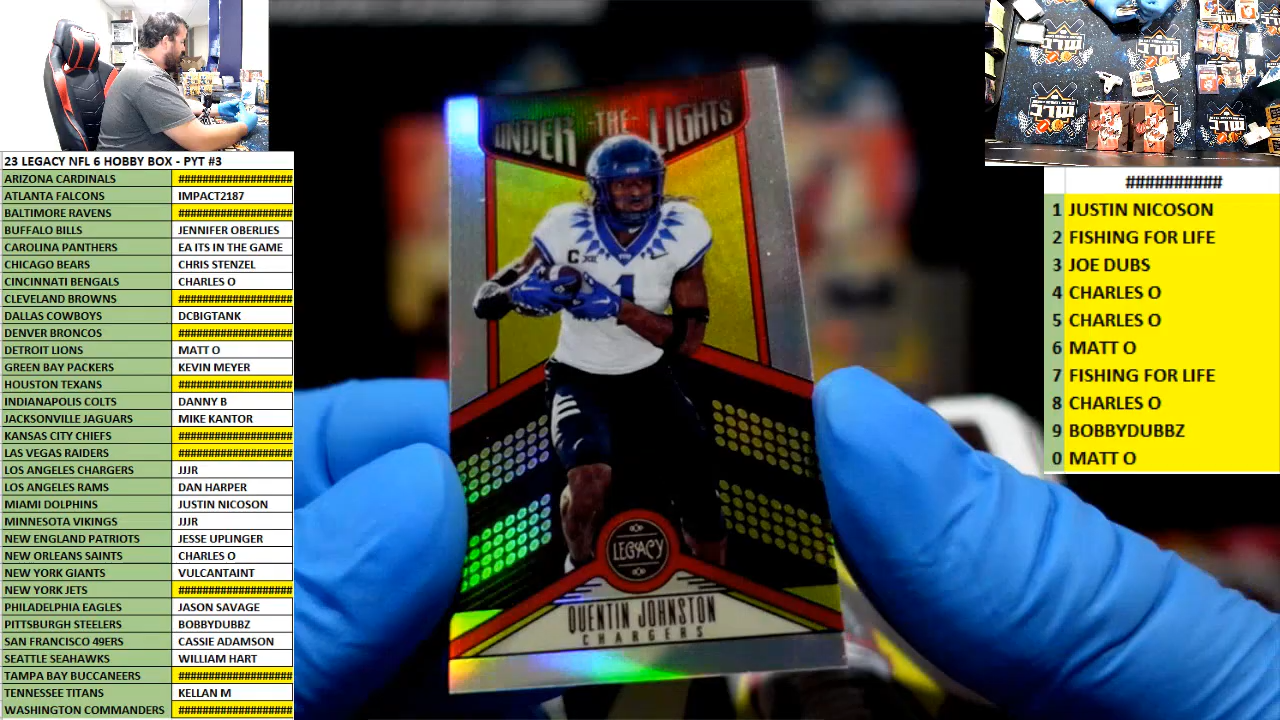 23 LEGACY NFL 6 HOBBY BOX - PYT #3
ARIZONA CARDINALS ###################
ATLANTA FALCONS IMPACT2187
BALTIMORE RAVENS ###################
BUFFALO BILLS JENNIFER OBERLIES
CAROLINA PANTHERS EA ITS IN THE GAME
CHICAGO BEARS CHRIS STENZEL
CINCINNATI BENGALS CHARLES O
CLEVELAND BROWNS ###################
DALLAS COWBOYS DCBIGTANK
DENVER BRONCOS ###################
DETROIT LIONS MATT O
GREEN BAY PACKERS KEVIN MEYER
HOUSTON TEXANS ###################
INDIANAPOLIS COLTS DANNY B
JACKSONVILLE JAGUARS MIKE KANTOR
KANSAS CITY CHIEFS ###################
LAS VEGAS RAIDERS ###################
LOS ANGELES CHARGERS JJJR
LOS ANGELES RAMS DAN HARPER
MIAMI DOLPHINS JUSTIN NICOSON
MINNESOTA VIKINGS JJJR
NEW ENGLAND PATRIOTS JESSE UPLINGER
NEW ORLEANS SAINTS CHARLES O
NEW YORK GIANTS VULCANTAINT
NEW YORK JETS ###################
PHILADELPHIA EAGLES JASON SAVAGE
PITTSBURGH STEELERS BOBBYDUBBZ
SAN FRANCISCO 49ERS CASSIE ADAMSON
SEATTLE SEAHAWKS WILLIAM HART
TAMPA BAY BUCCANEERS ###################
TENNESSEE TITANS KELLAN M
WASHINGTON COMMANDERS ###################
UNDER -THE- LIGHTS
C
1
LEGACY
QUENTIN JOHNSTON
CHARGERS
##########
1 JUSTIN NICOSON
2 FISHING FOR LIFE
3 JOE DUBS
4 CHARLES O
5 CHARLES O
6 MATT O
7 FISHING FOR LIFE
8 CHARLES O
9 BOBBYDUBBZ
0 MATT O